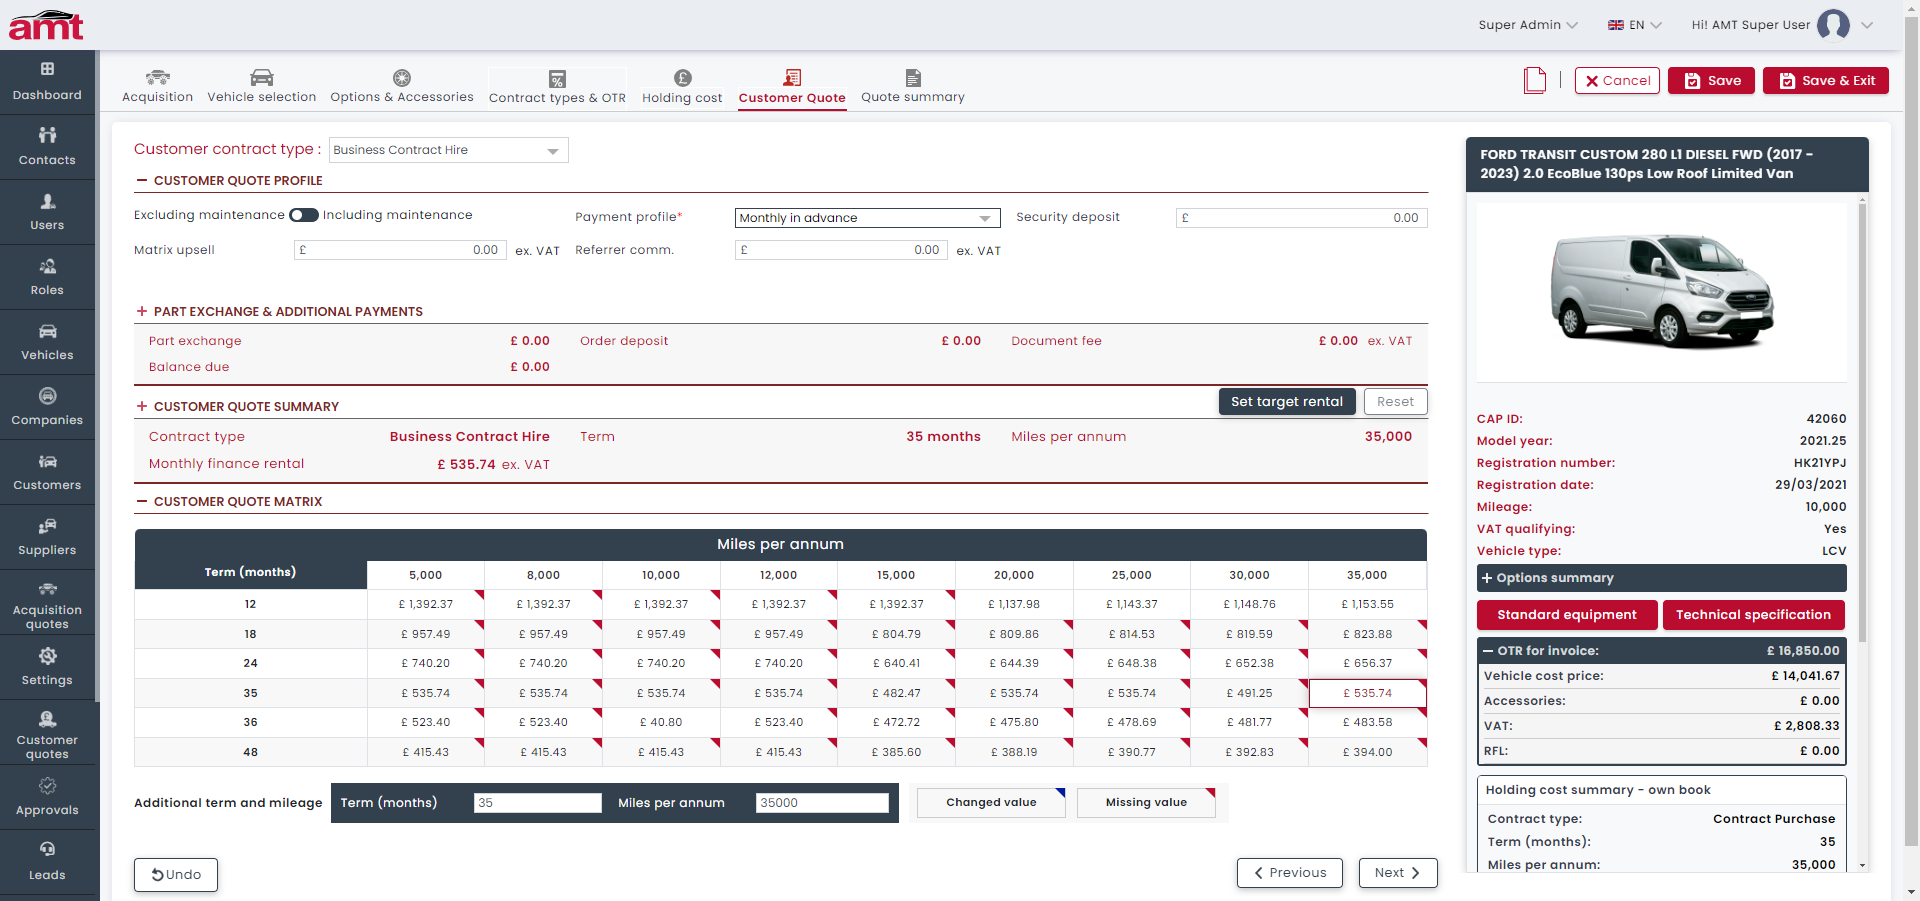 amt
Super Admin
EN
Hi! AMT Super User
Dashboard
Contacts
Users
Roles
Vehicles
Companies
Customers
Suppliers
Acquisition
quotes
Settings
Customer
quotes
Approvals
Leads
Acquisition
Vehicle selection
Options & Accessories
Contract types & OTR
Holding cost
Customer Quote
Quote summary
Cancel
Save
Save & Exit
Customer contract type : Business Contract Hire
CUSTOMER QUOTE PROFILE
Excluding maintenance Including maintenance Payment profile* Monthly in advance Security deposit £ 0.00
Matrix upsell £ 0.00 ex. VAT Referrer comm. £ 0.00 ex. VAT
PART EXCHANGE & ADDITIONAL PAYMENTS
Part exchange £ 0.00 Order deposit £ 0.00 Document fee £ 0.00 ex. VAT
Balance due £ 0.00
CUSTOMER QUOTE SUMMARY Set target rental Reset
Contract type Business Contract Hire Term 35 months Miles per annum 35,000
Monthly finance rental £ 535.74 ex. VAT
CUSTOMER QUOTE MATRIX
Miles per annum
Term (months) 5,000 8,000 10,000 12,000 15,000 20,000 25,000 30,000 35,000
12 £ 1,392.37 £ 1,392.37 £ 1,392.37 £ 1,392.37 £ 1,392.37 £ 1,137.98 £ 1,143.37 £ 1,148.76 £ 1,153.55
18 £ 957.49 £ 957.49 £ 957.49 £ 957.49 £ 804.79 £ 809.86 £ 814.53 £ 819.59 £ 823.88
24 £ 740.20 £ 740.20 £ 740.20 £ 740.20 £ 640.41 £ 644.39 £ 648.38 £ 652.38 £ 656.37
35 £ 535.74 £ 535.74 £ 535.74 £ 535.74 £ 482.47 £ 535.74 £ 535.74 £ 491.25 £ 535.74
36 £ 523.40 £ 523.40 £ 40.80 £ 523.40 £ 472.72 £ 475.80 £ 478.69 £ 481.77 £ 483.58
48 £ 415.43 £ 415.43 £ 415.43 £ 415.43 £ 385.60 £ 388.19 £ 390.77 £ 392.83 £ 394.00
Additional term and mileage Term (months) 35 Miles per annum 35000 Changed value Missing value
Undo Previous Next
FORD TRANSIT CUSTOM 280 L1 DIESEL FWD (2017 -
2023) 2.0 EcoBlue 130ps Low Roof Limited Van
CAP ID: 42060
Model year: 2021.25
Registration number: HK21YPJ
Registration date: 29/03/2021
Mileage: 10,000
VAT qualifying: Yes
Vehicle type: LCV
Options summary
Standard equipment Technical specification
OTR for invoice: £ 16,850.00
Vehicle cost price: £ 14,041.67
Accessories: £ 0.00
VAT: £ 2,808.33
RFL: £ 0.00
Holding cost summary - own book
Contract type: Contract Purchase
Term (months): 35
Miles per annum: 35,000